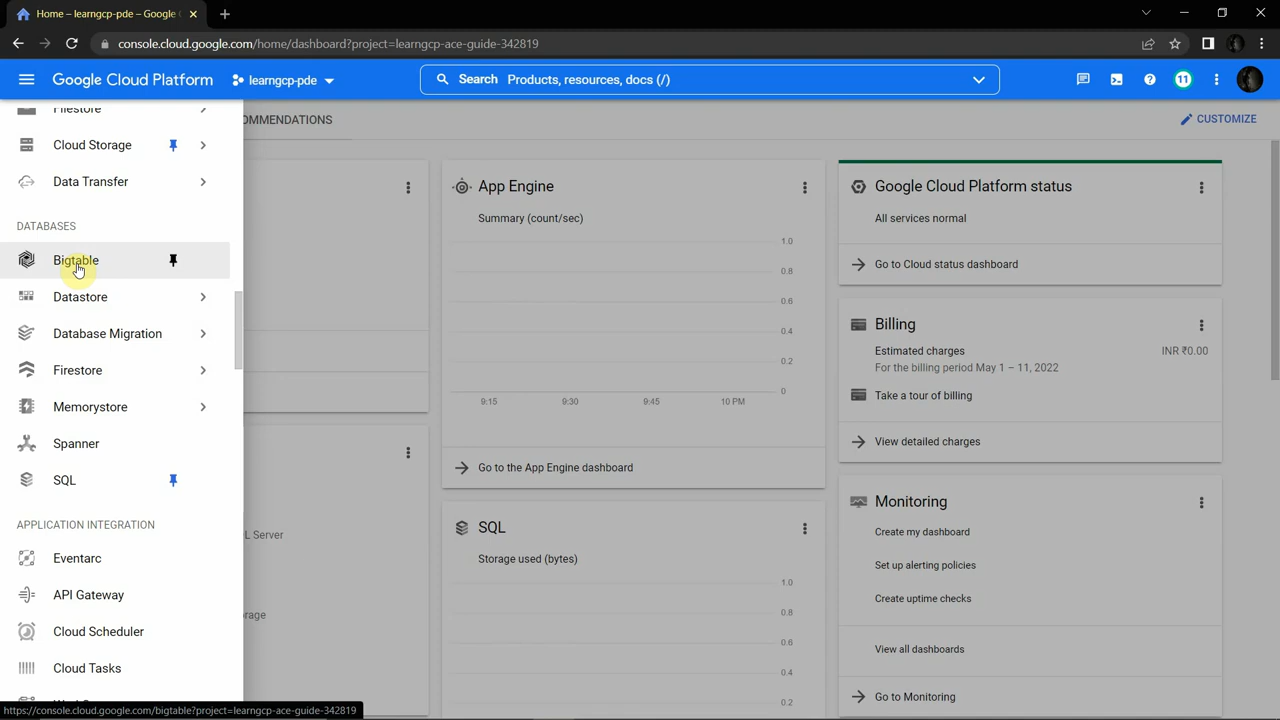 Home – learngcp-pde – Google
console.cloud.google.com/home/dashboard?project=learngcp-ace-guide-342819
Google Cloud Platform
learngcp-pde
Search Products, resources, docs (/)
11
OMMENDATIONS
CUSTOMIZE
Filestore
Cloud Storage
Data Transfer
DATABASES
Bigtable
Datastore
Database Migration
Firestore
Memorystore
Spanner
SQL
APPLICATION INTEGRATION
Eventarc
API Gateway
Cloud Scheduler
Cloud Tasks
https://console.cloud.google.com/bigtable?project=learngcp-ace-guide-342819
L Server
orage
App Engine
Summary (count/sec)
1.0
0.8
0.6
0.4
0.2
0
9:15 9:30 9:45 10 PM
Go to the App Engine dashboard
SQL
Storage used (bytes)
1.0
0.8
0.6
0.4
0.2
Google Cloud Platform status
All services normal
Go to Cloud status dashboard
Billing
Estimated charges INR ₹0.00
For the billing period May 1 – 11, 2022
Take a tour of billing
View detailed charges
Monitoring
Create my dashboard
Set up alerting policies
Create uptime checks
View all dashboards
Go to Monitoring